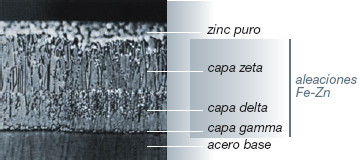 zinc puro
capa zeta
aleaciones
Fe-Zn
capa delta
capa gamma
acero base